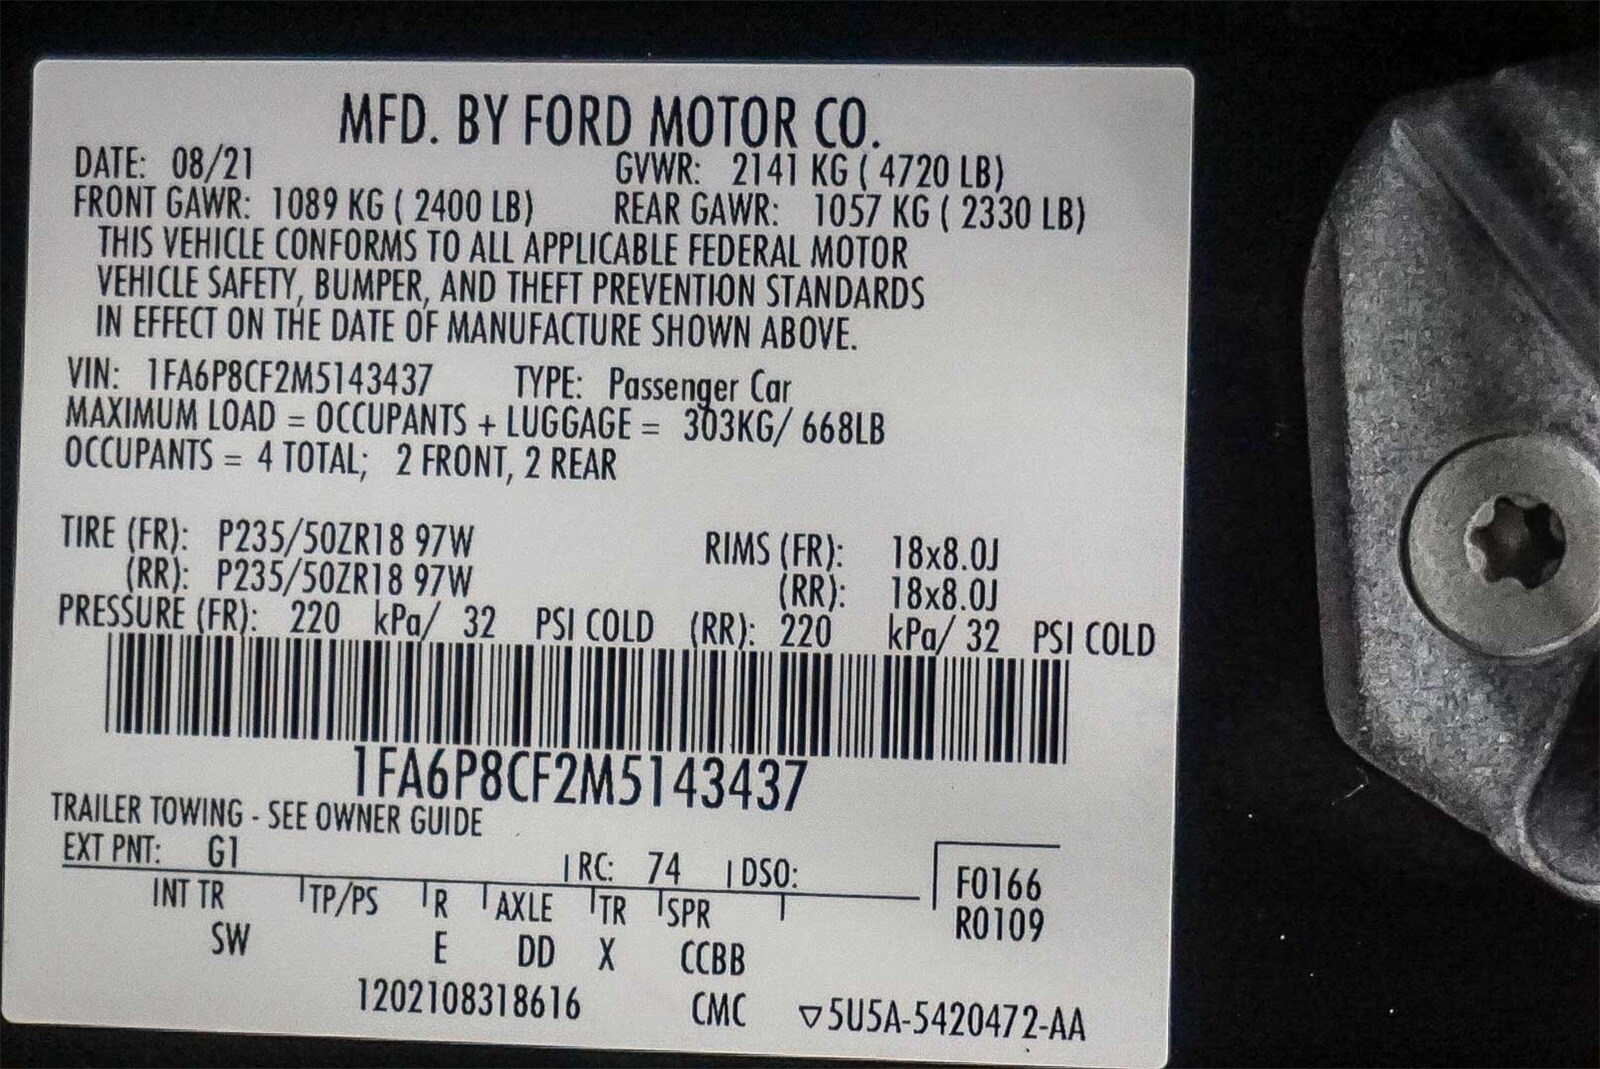 MFD. BY FORD MOTOR CO.
DATE: 08/21 GVWR: 2141 KG ( 4720 LB)
FRONT GAWR: 1089 KG ( 2400 LB) REAR GAWR: 1057 KG ( 2330 LB)
THIS VEHICLE CONFORMS TO ALL APPLICABLE FEDERAL MOTOR
VEHICLE SAFETY, BUMPER, AND THEFT PREVENTION STANDARDS
IN EFFECT ON THE DATE OF MANUFACTURE SHOWN ABOVE.
VIN: 1FA6P8CF2M5143437 TYPE: Passenger Car
MAXIMUM LOAD = OCCUPANTS + LUGGAGE = 303KG/ 668LB
OCCUPANTS = 4 TOTAL; 2 FRONT, 2 REAR
TIRE (FR): P235/50ZR18 97W RIMS (FR): 18x8.0J
(RR): P235/50ZR18 97W (RR): 18x8.0J
PRESSURE (FR): 220 kPa/ 32 PSI COLD (RR): 220 kPa/ 32 PSI COLD
1FA6P8CF2M5143437
TRAILER TOWING - SEE OWNER GUIDE
EXT PNT: G1 RC: 74 DSO: F0166
INT TR TP/PS R AXLE TR SPR R0109
SW E DD X CCBB
1202108318616 CMC ▽5U5A-5420472-AA